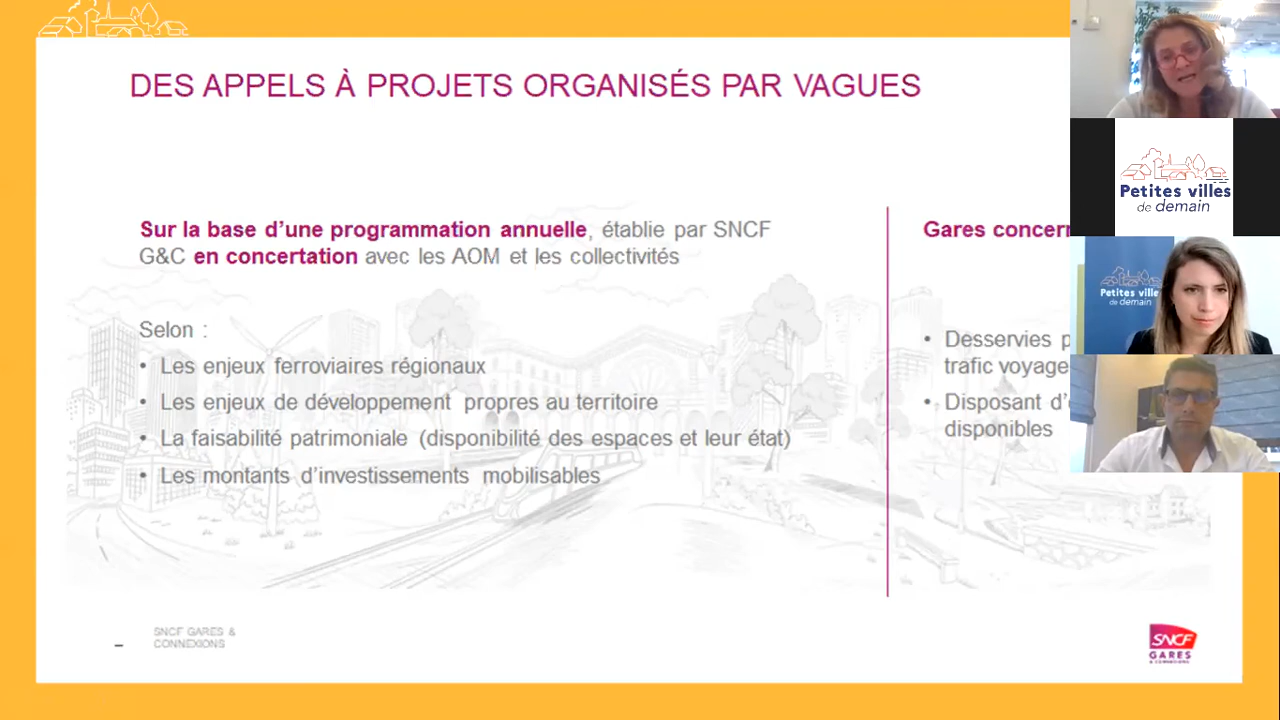 DES APPELS À PROJETS ORGANISÉS PAR VAGUES
Sur la base d'une programmation annuelle, établie par SNCF
G&C en concertation avec les AOM et les collectivités
Selon :
• Les enjeux ferroviaires régionaux
• Les enjeux de développement propres au territoire
• La faisabilité patrimoniale (disponibilité des espaces et leur état)
• Les montants d'investissements mobilisables
Gares
• Desservies
trafic
• Disposant
disponibles
SNCF GARES &
CONNEXIONS
SNCF
GARES
& CONNEXIONS
Petites villes
de demain
Petites ville
de demain